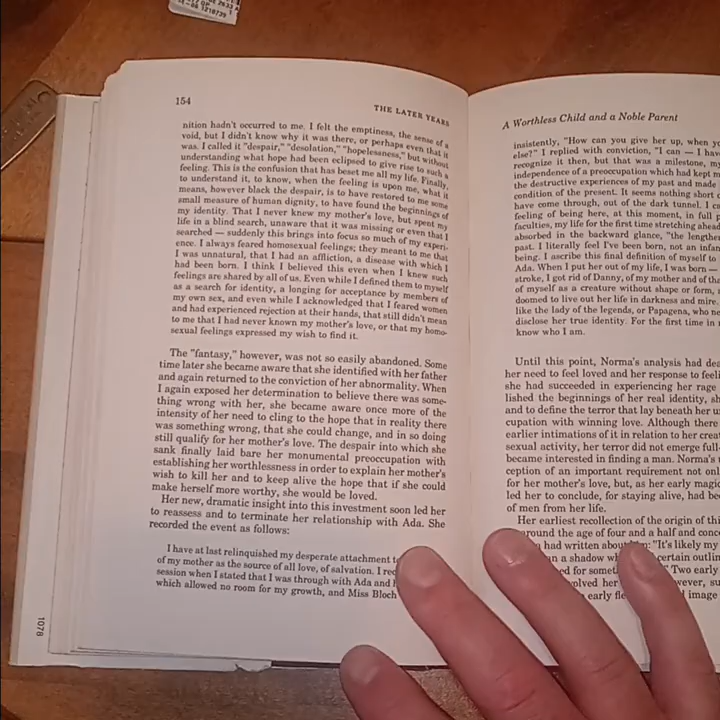 154
THE LATER YEARS
nition hadn't occurred to me. I felt the emptiness, the sense of a
void, but I didn't know why it was there, or perhaps even that it
was. I called it "despair," "desolation," "hopelessness," but without
understanding what hope had been eclipsed to give rise to such a
feeling. This is the confusion that has beset me all my life. Finally,
to understand it, to know, when the feeling is upon me, what it
means, however black the despair, is to have restored to me some
small measure of human dignity, to have found the beginnings of
my identity. That I never knew my mother's love, but spent my
life in a blind search, unaware that it was missing or even that I
searched — suddenly this brings into focus so much of my experi-
ence. I always feared homosexual feelings; they meant to me that
I was unnatural, that I had an affliction, a disease with which I
had been born. I think I believed this even when I knew such
feelings are shared by all of us. Even while I defined them to myself
as a search for identity, a longing for acceptance by members of
my own sex, and even while I acknowledged that I feared women
and had experienced rejection at their hands, that still didn't mean
to me that I had never known my mother's love, or that my homo-
sexual feelings expressed my wish to find it.
The "fantasy," however, was not so easily abandoned. Some
time later she became aware that she identified with her father
and again returned to the conviction of her abnormality. When
I again exposed her determination to believe there was some-
thing wrong with her, she became aware once more of the
intensity of her need to cling to the hope that in reality there
was something wrong, that she could change, and in so doing
still qualify for her mother's love. The despair into which she
sank finally laid bare her monumental preoccupation with
establishing her worthlessness in order to explain her mother's
wish to kill her and to keep alive the hope that if she could
make herself more worthy, she would be loved.
Her new, dramatic insight into this investment soon led her
to reassess and to terminate her relationship with Ada. She
recorded the event as follows:
I have at last relinquished my desperate attachment to
of my mother as the source of all love, of salvation. I
session when I stated that I was through with Ada and
which allowed no room for my growth, and Miss Bloch
A Worthless Child and a Noble Parent
insistently, "How can you give her up, when
else?" I replied with conviction, "I can — I
recognize it then, but that was a milestone,
independence of a preoccupation which had kept
the destructive experiences of my past and made
condition of the present. It seems nothing short
have come through, out of the dark tunnel. I
feeling of being here, at this moment, in full
faculties, my life for the first time stretching ahead
absorbed in the backward glance, "the
past. I literally feel I've been born, not an
being. I ascribe this final definition of myself to
Ada. When I put her out of my life, I was born —
stroke, I got rid of Danny, of my mother and of
of myself as a creature without shape or form,
doomed to live out her life in darkness and mire.
like the lady of the legends, or Papagena, who
disclose her true identity. For the first time in
know who I am.
Until this point, Norma's analysis had
her need to feel loved and her response to
she had succeeded in experiencing her rage
lished the beginnings of her real identity,
and to define the terror that lay beneath her
cupation with winning love. Although there
earlier intimations of it in relation to her
sexual activity, her terror did not emerge
became interested in finding a man. Norma's
ception of an important requirement not
for her mother's love, but, as her early
led her to conclude, for staying alive, had
of men from her life.
Her earliest recollection of the origin of
around the age of four and a half and
had written about "It's likely my
a shadow certain
ed for Two early
however,
early image
1078